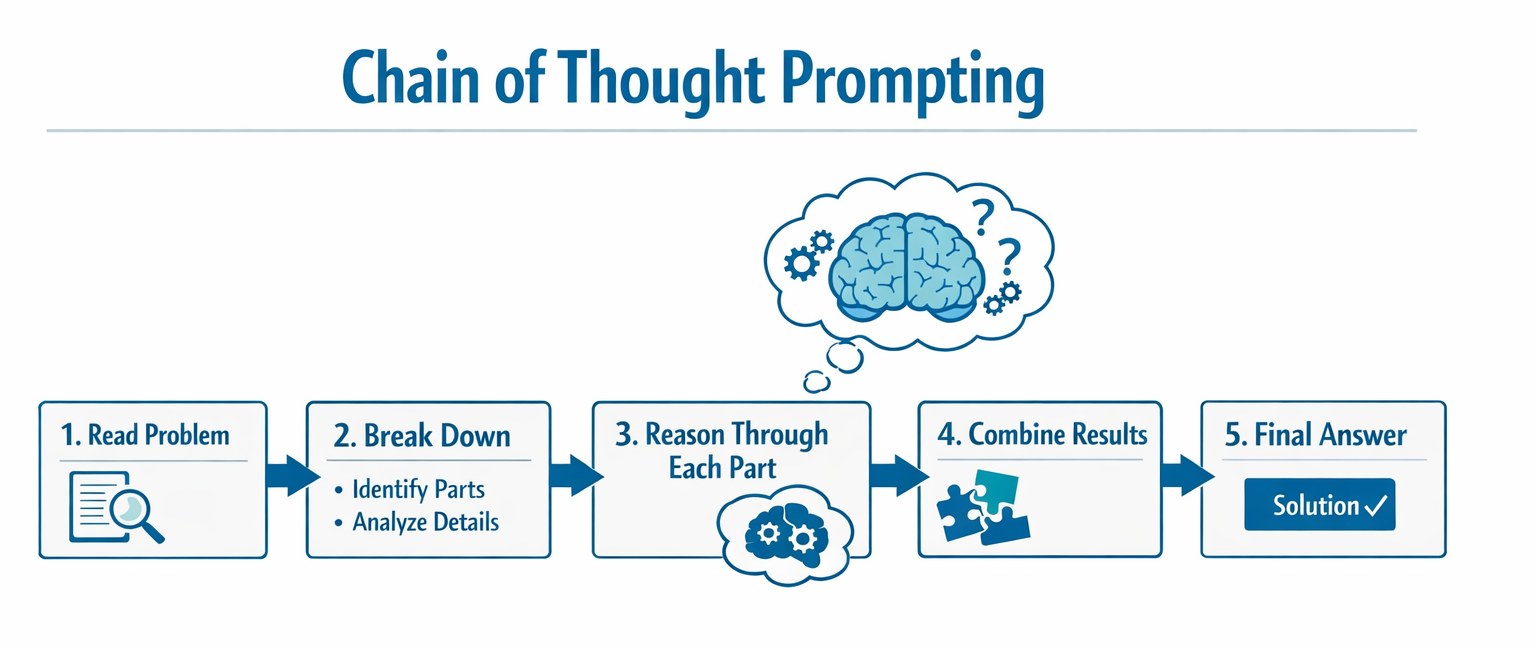 Chain of Thought Prompting
?
?
1. Read Problem
2. Break Down
• Identify Parts
• Analyze Details
3. Reason Through
Each Part
4. Combine Results
5. Final Answer
Solution ✓